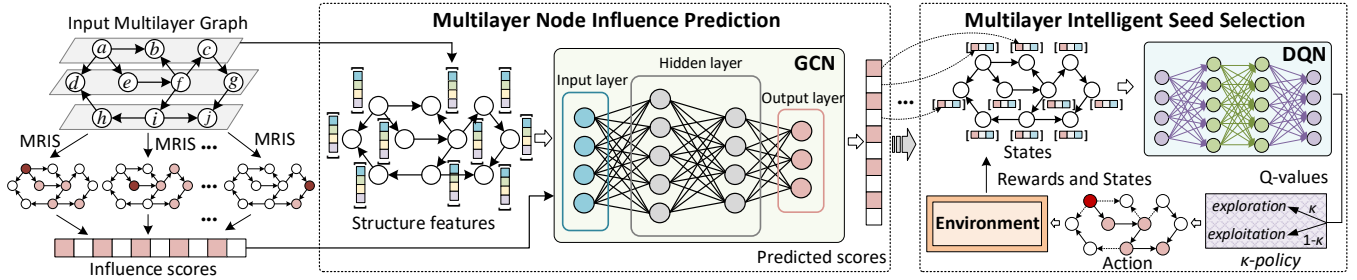 Input Multilayer Graph
a
b
c
d
e
f
g
h
i
j
MRIS
MRIS
MRIS
...
...
...
Influence scores
Multilayer Node Influence Prediction
Structure features
GCN
Input layer
Hidden layer
Output layer
Predicted scores
...
Multilayer Intelligent Seed Selection
States
DQN
Q-values
Rewards and States
Environment
Action
exploration
κ
exploitation
1-κ
κ-policy